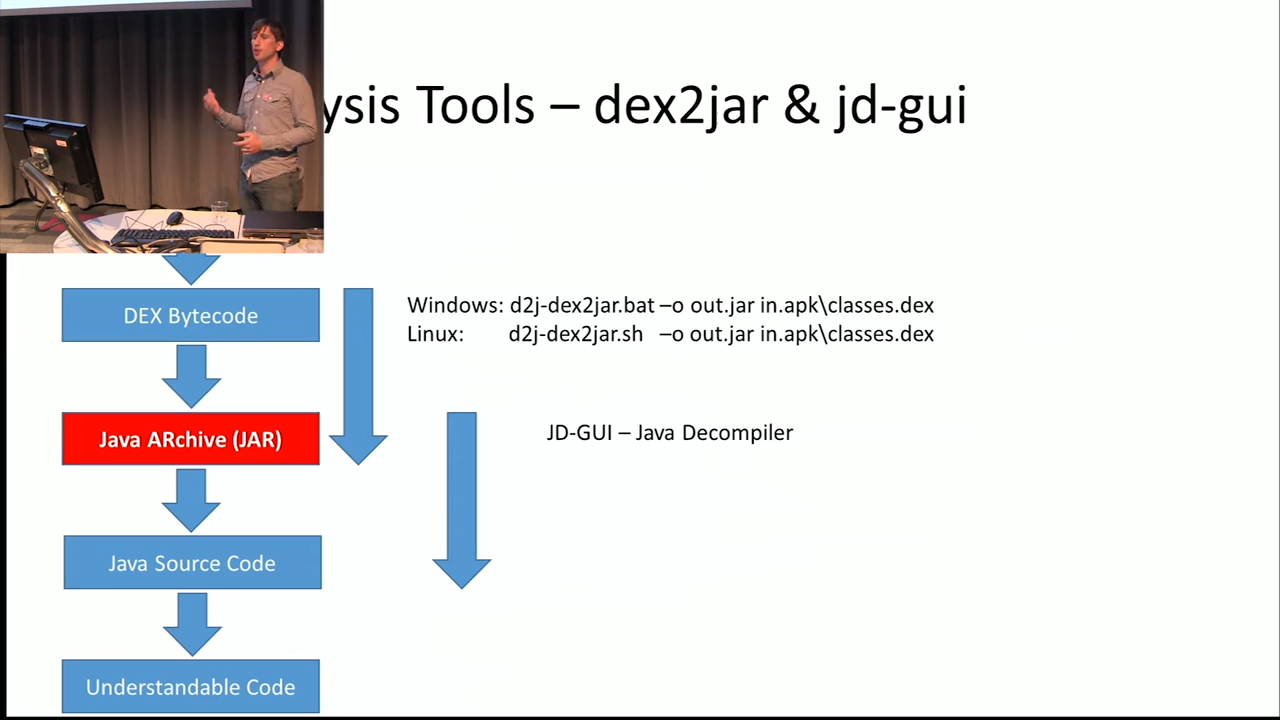 ysis Tools – dex2jar & jd-gui
DEX Bytecode
Windows: d2j-dex2jar.bat –o out.jar in.apk\classes.dex
Linux: d2j-dex2jar.sh –o out.jar in.apk\classes.dex
Java ARchive (JAR)
JD-GUI – Java Decompiler
Java Source Code
Understandable Code